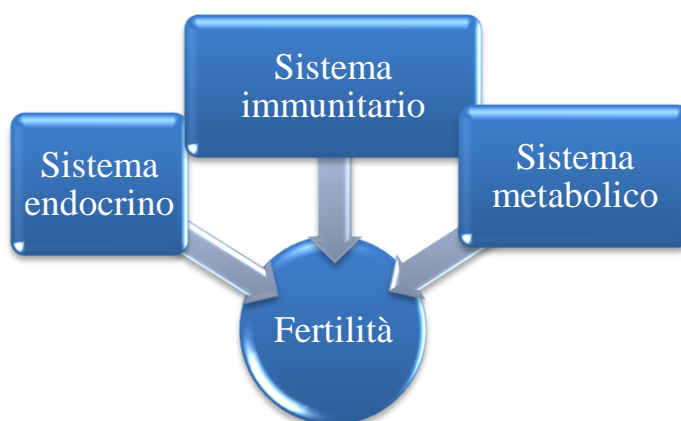 Sistema
immunitario
Sistema
endocrino
Sistema
metabolico
Fertilità